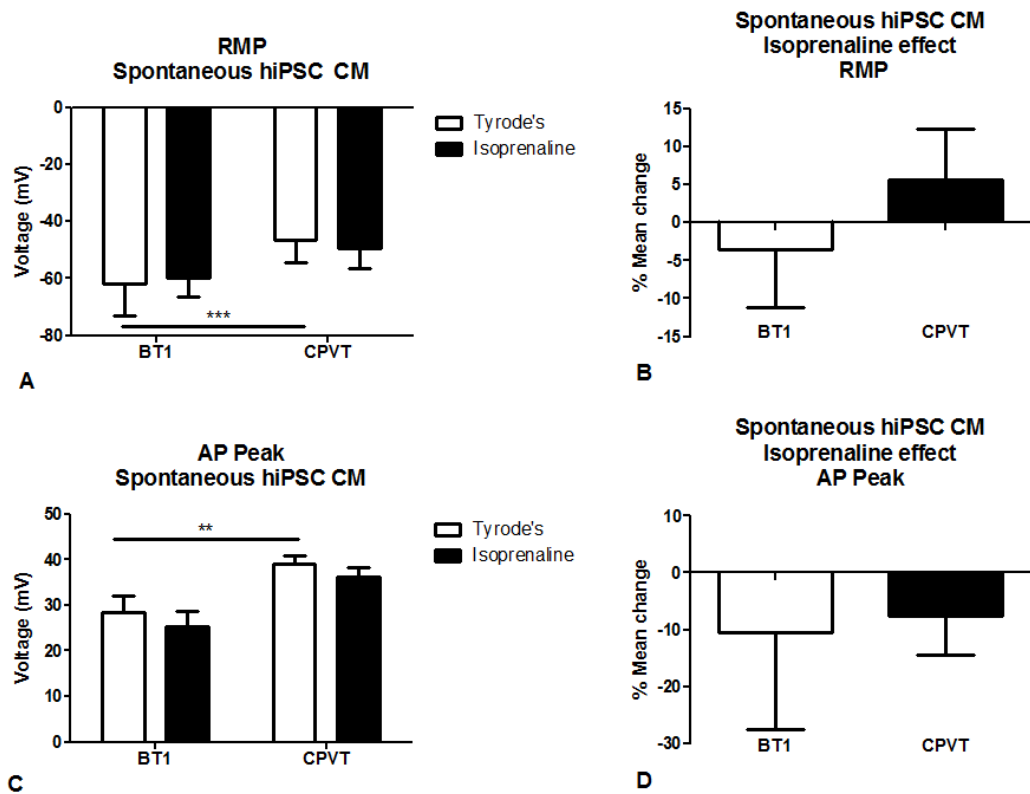 RMP
Spontaneous hiPSC CM
Voltage (mV)
0
-20
-40
-60
-80
***
BT1
CPVT
Tyrode's
Isoprenaline
A
Spontaneous hiPSC CM
Isoprenaline effect
RMP
% Mean change
15
10
5
0
-5
-10
-15
BT1
CPVT
B
AP Peak
Spontaneous hiPSC CM
Voltage (mV)
50
40
30
20
10
0
**
BT1
CPVT
Tyrode's
Isoprenaline
C
Spontaneous hiPSC CM
Isoprenaline effect
AP Peak
% Mean change
10
0
-10
-20
-30
BT1
CPVT
D